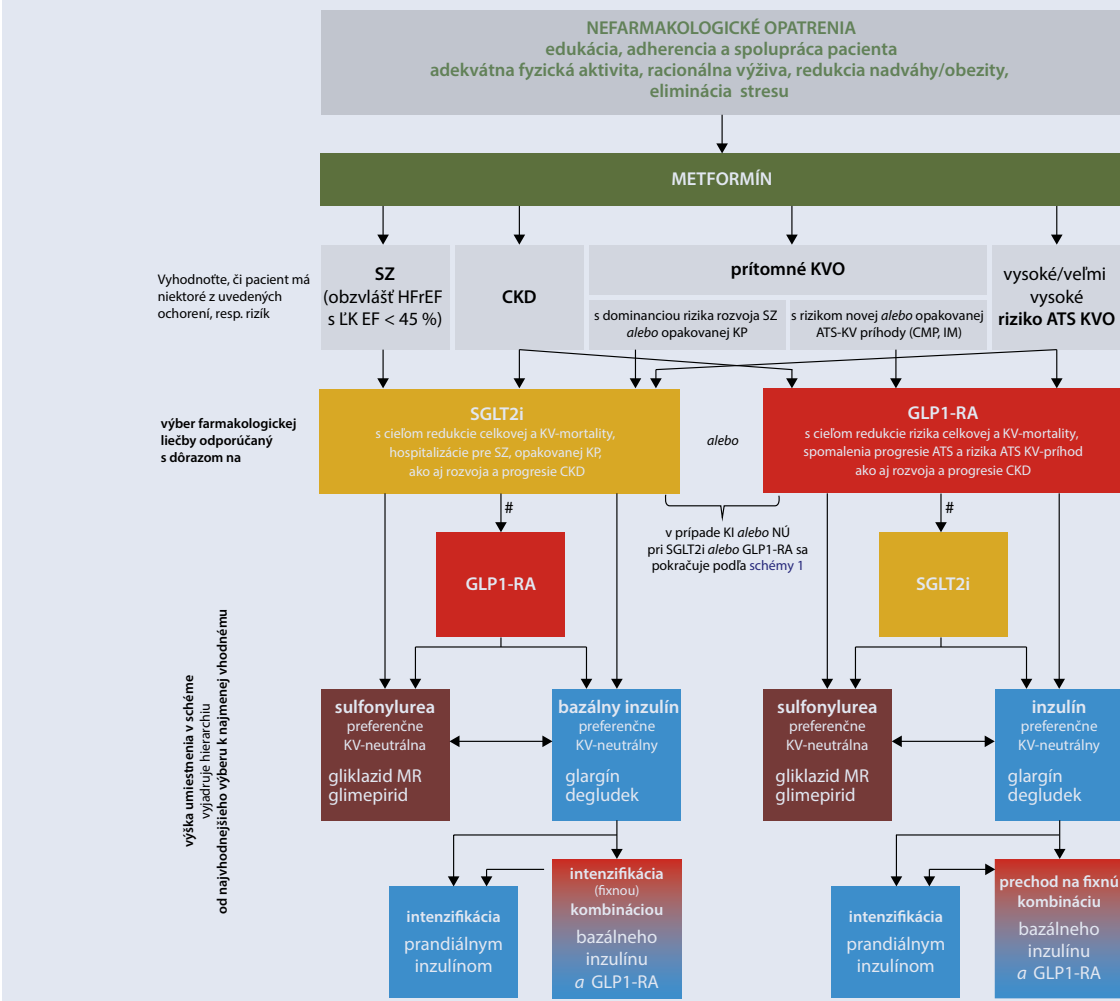 NEFARMAKOLOGICKÉ OPATRENIA
edukácia, adherencia a spolupráca pacienta
adekvátna fyzická aktivita, racionálna výživa, redukcia nadváhy/obezity,
eliminácia stresu
METFORMÍN
Vyhodnoťte, či pacient má
niektoré z uvedených
ochorení, resp. rizík
SZ
(obzvlášť HFrEF
s ĽK EF < 45 %)
CKD
prítomné KVO
s dominanciou rizika rozvoja SZ
alebo opakovanej KP
s rizikom novej alebo opakovanej
ATS-KV príhody (CMP, IM)
vysoké/veľmi
vysoké
riziko ATS KVO
výber farmakologickej
liečby odporúčaný
s dôrazom na
SGLT2i
s cieľom redukcie celkovej a KV-mortality,
hospitalizácie pre SZ, opakovanej KP,
ako aj rozvoja a progresie CKD
alebo
GLP1-RA
s cieľom redukcie rizika celkovej a KV-mortality,
spomalenia progresie ATS a rizika ATS KV-príhod
ako aj rozvoja a progresie CKD
#
#
v prípade KI alebo NÚ
pri SGLT2i alebo GLP1-RA sa
pokračuje podľa schémy 1
GLP1-RA
SGLT2i
výška umiestnenia v schéme
vyjadruje hierarchiu
od najvhodnejšieho výberu k najmenej vhodnému
sulfonylurea
preferenčne
KV-neutrálna
gliklazid MR
glimepirid
bazálny inzulín
preferenčne
KV-neutrálny
glargín
degludek
sulfonylurea
preferenčne
KV-neutrálna
gliklazid MR
glimepirid
inzulín
preferenčne
KV-neutrálny
glargín
degludek
intenzifikácia
prandiálnym
inzulínom
intenzifikácia
(fixnou)
kombináciou
bazálneho
inzulínu
a GLP1-RA
intenzifikácia
prandiálnym
inzulínom
prechod na fixnú
kombináciu
bazálneho
inzulínu
a GLP1-RA